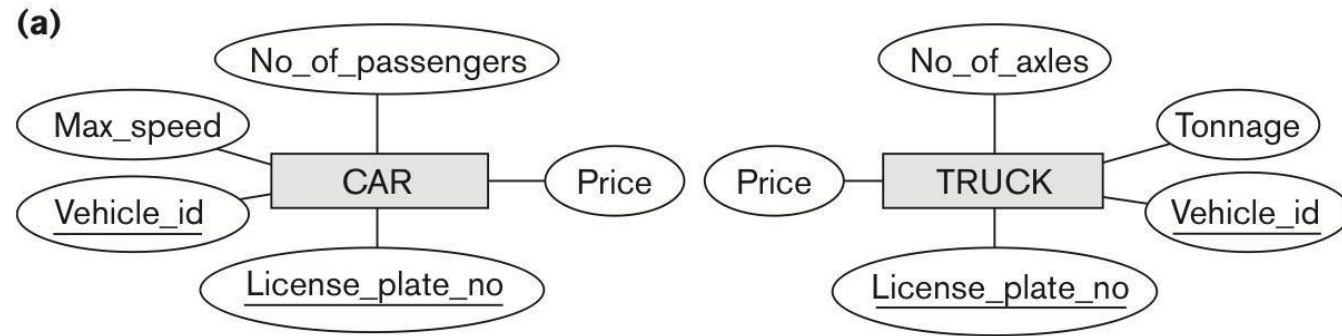 (a)
No_of_passengers
No_of_axles
Max_speed
Tonnage
CAR
Price
Price
TRUCK
Vehicle_id
Vehicle_id
License_plate_no
License_plate_no